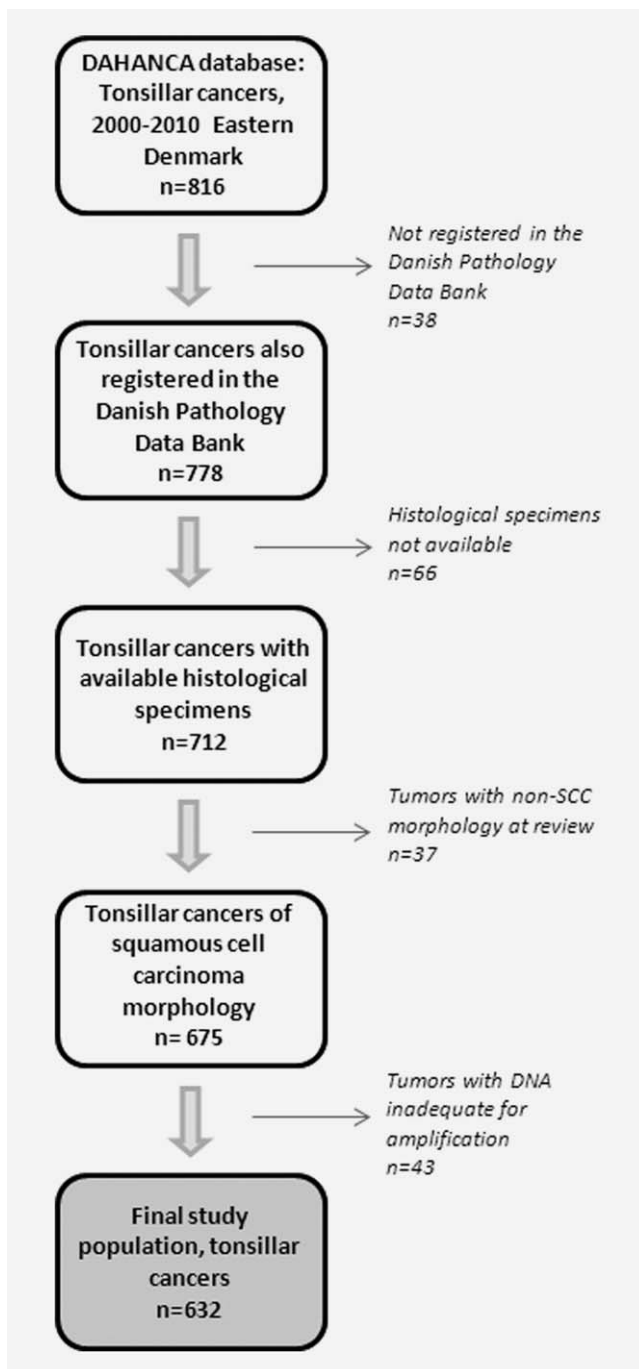 DAHANCA database:
Tonsillar cancers,
2000-2010 Eastern
Denmark
n=816
Not registered in the
Danish Pathology
Data Bank
n=38
Tonsillar cancers also
registered in the
Danish Pathology
Data Bank
n=778
Histological specimens
not available
n=66
Tonsillar cancers with
available histological
specimens
n=712
Tumors with non-SCC
morphology at review
n=37
Tonsillar cancers of
squamous cell
carcinoma
morphology
n= 675
Tumors with DNA
inadequate for
amplification
n=43
Final study
population, tonsillar
cancers
n=632